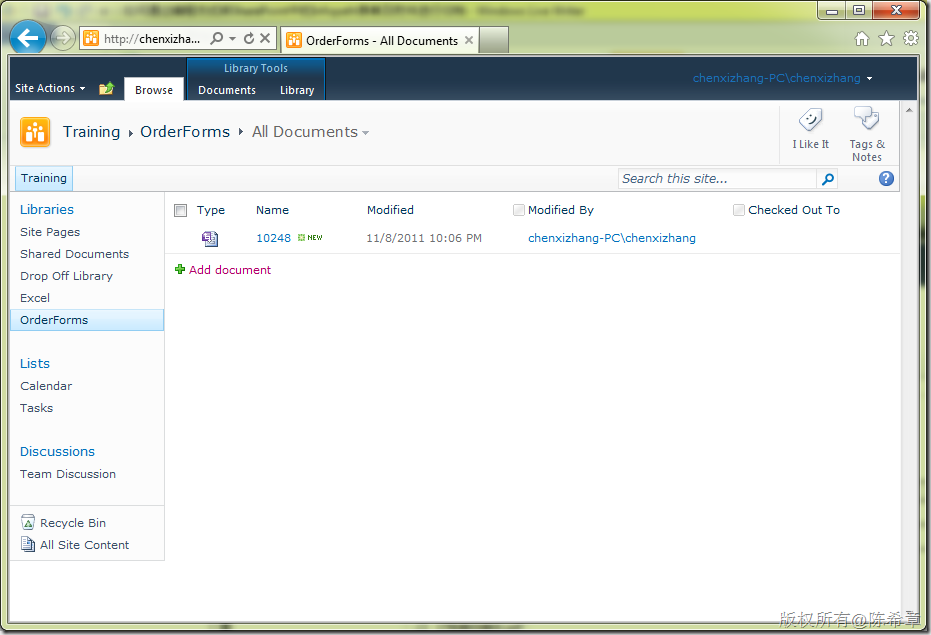 Windows Live Writer
http://chenxizha...
OrderForms - All Documents
Library Tools
chenxizhang-PC\chenxizhang
Site Actions
Browse
Documents
Library
Training
OrderForms
All Documents
I Like It
Tags &
Notes
Training
Search this site...
Libraries
Site Pages
Shared Documents
Drop Off Library
Excel
OrderForms
Lists
Calendar
Tasks
Discussions
Team Discussion
Recycle Bin
All Site Content
Type Name Modified Modified By Checked Out To
10248 NEW 11/8/2011 10:06 PM chenxizhang-PC\chenxizhang
Add document
版权所有@陈希章